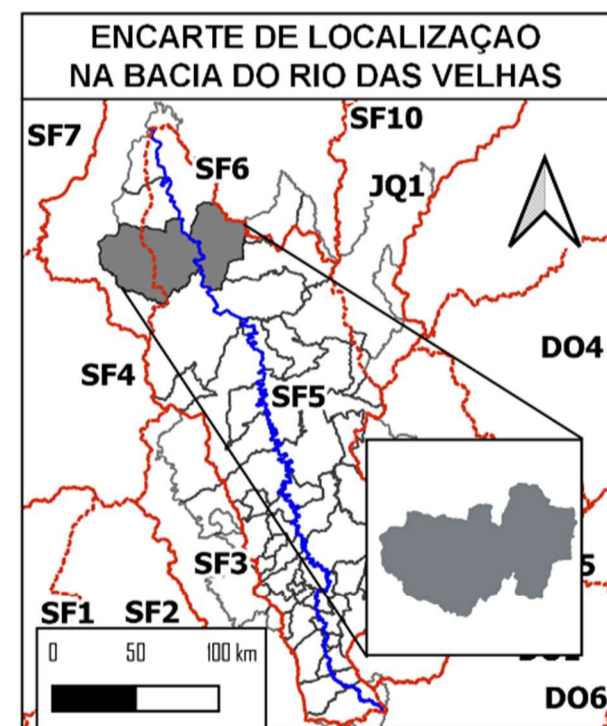 ENCARTE DE LOCALIZAÇAO
NA BACIA DO RIO DAS VELHAS
SF10
SF7
SF6
JQ1
DO4
SF4
SF5
SF3
SF1
SF2
0 50 100 km
DO6